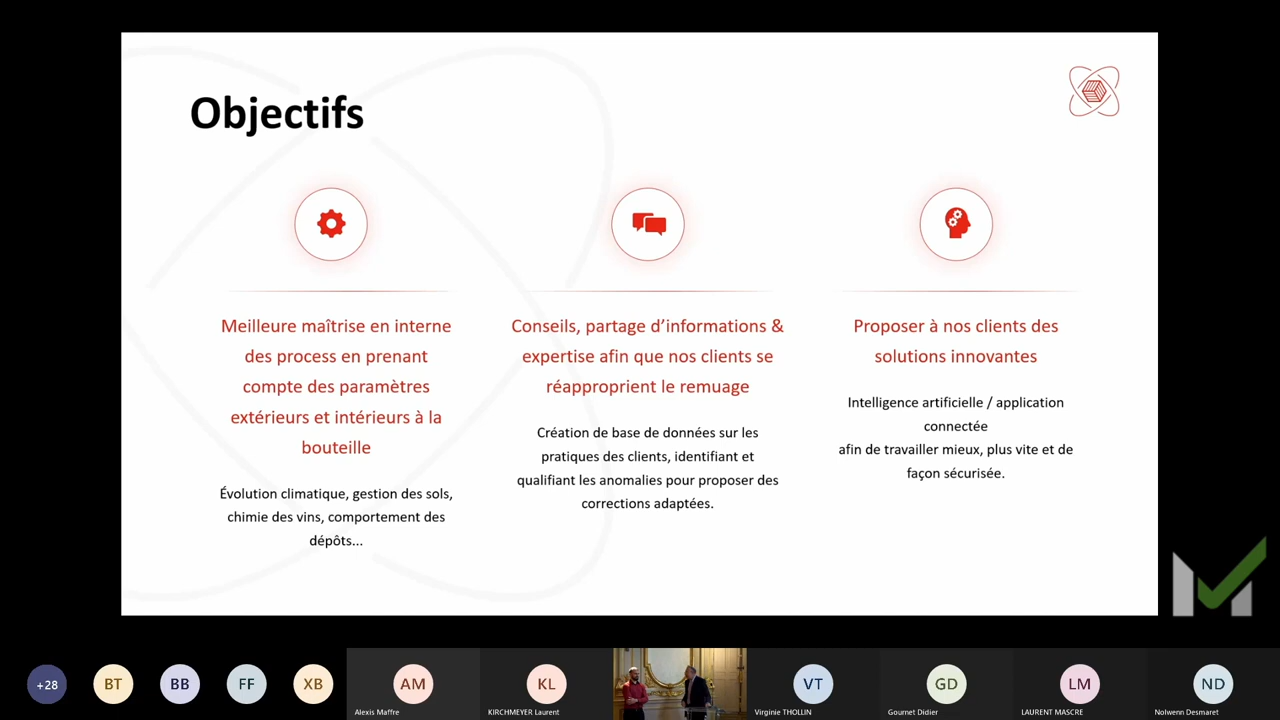 Objectifs
Meilleure maîtrise en interne
des process en prenant
compte des paramètres
extérieurs et intérieurs à la
bouteille
Évolution climatique, gestion des sols,
chimie des vins, comportement des
dépôts...
Conseils, partage d’informations &
expertise afin que nos clients se
réapproprient le remuage
Création de base de données sur les
pratiques des clients, identifiant et
qualifiant les anomalies pour proposer des
corrections adaptées.
Proposer à nos clients des
solutions innovantes
Intelligence artificielle / application
connectée
afin de travailler mieux, plus vite et de
façon sécurisée.
+28
BT
BB
FF
XB
AM
Alexis Maffre
KL
KIRCHMEYER Laurent
VT
Virginie THOLLIN
GD
Gournet Didier
LM
LAURENT MASCRE
ND
Nolwenn Desmaret